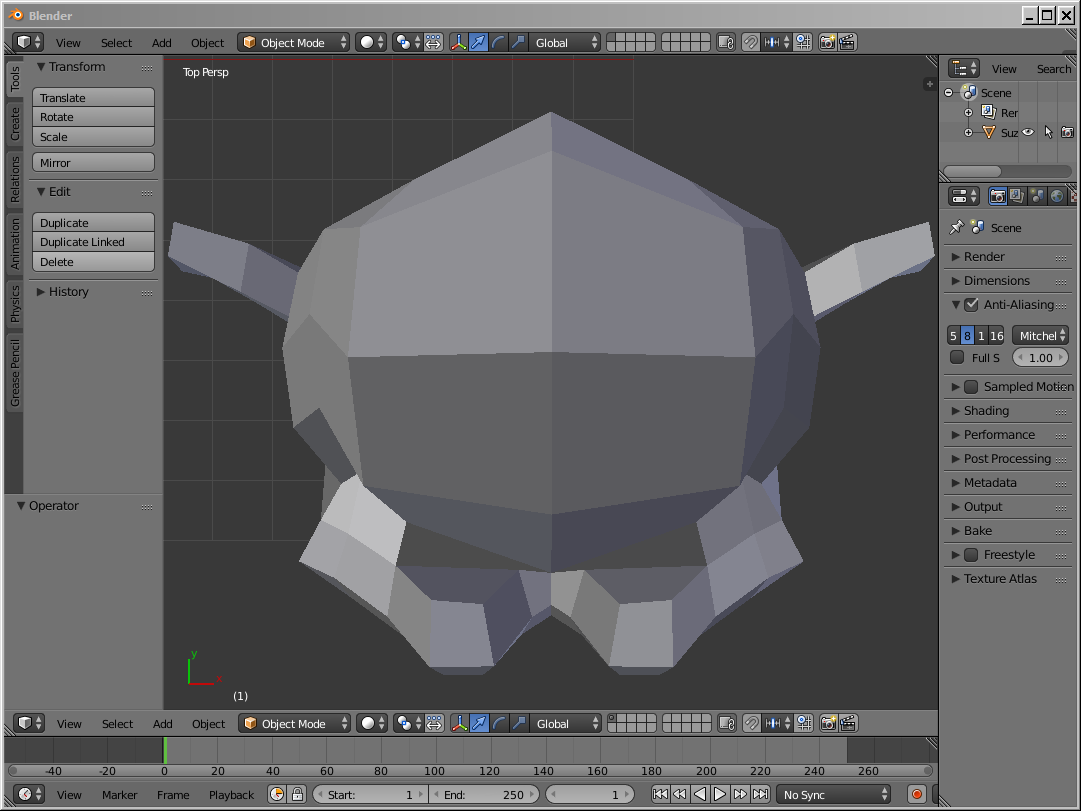 Blender
View Select Add Object Object Mode Global
Top Persp
Tools
Create
Relations
Animation
Physics
Grease Pencil
Transform
Translate
Rotate
Scale
Mirror
Edit
Duplicate
Duplicate Linked
Delete
History
Operator
y
x
(1)
View Search
Scene
Rer
Suz
Scene
Render
Dimensions
Anti-Aliasing
5 8 1 16 Mitchel
Full S 1.00
Sampled Motion
Shading
Performance
Post Processing
Metadata
Output
Bake
Freestyle
Texture Atlas
View Select Add Object Object Mode Global
-40 -20 0 20 40 60 80 100 120 140 160 180 200 220 240 260
View Marker Frame Playback Start: 1 End: 250 1 No Sync